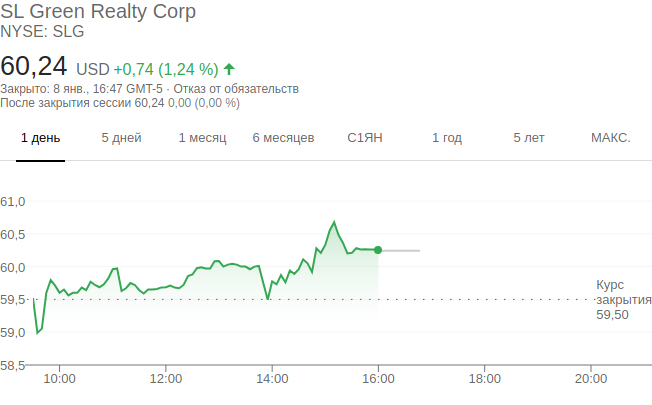 SL Green Realty Corp
NYSE: SLG
60,24 USD +0,74 (1,24 %)
Закрыто: 8 янв., 16:47 GMT-5 · Отказ от обязательств
После закрытия сессии 60,24 0,00 (0,00 %)
1 день 5 дней 1 месяц 6 месяцев С1ЯН 1 год 5 лет МАКС.
61,0
60,5
60,0
59,5
59,0
58,5
Курс
закрытия
59,50
10:00 12:00 14:00 16:00 18:00 20:00